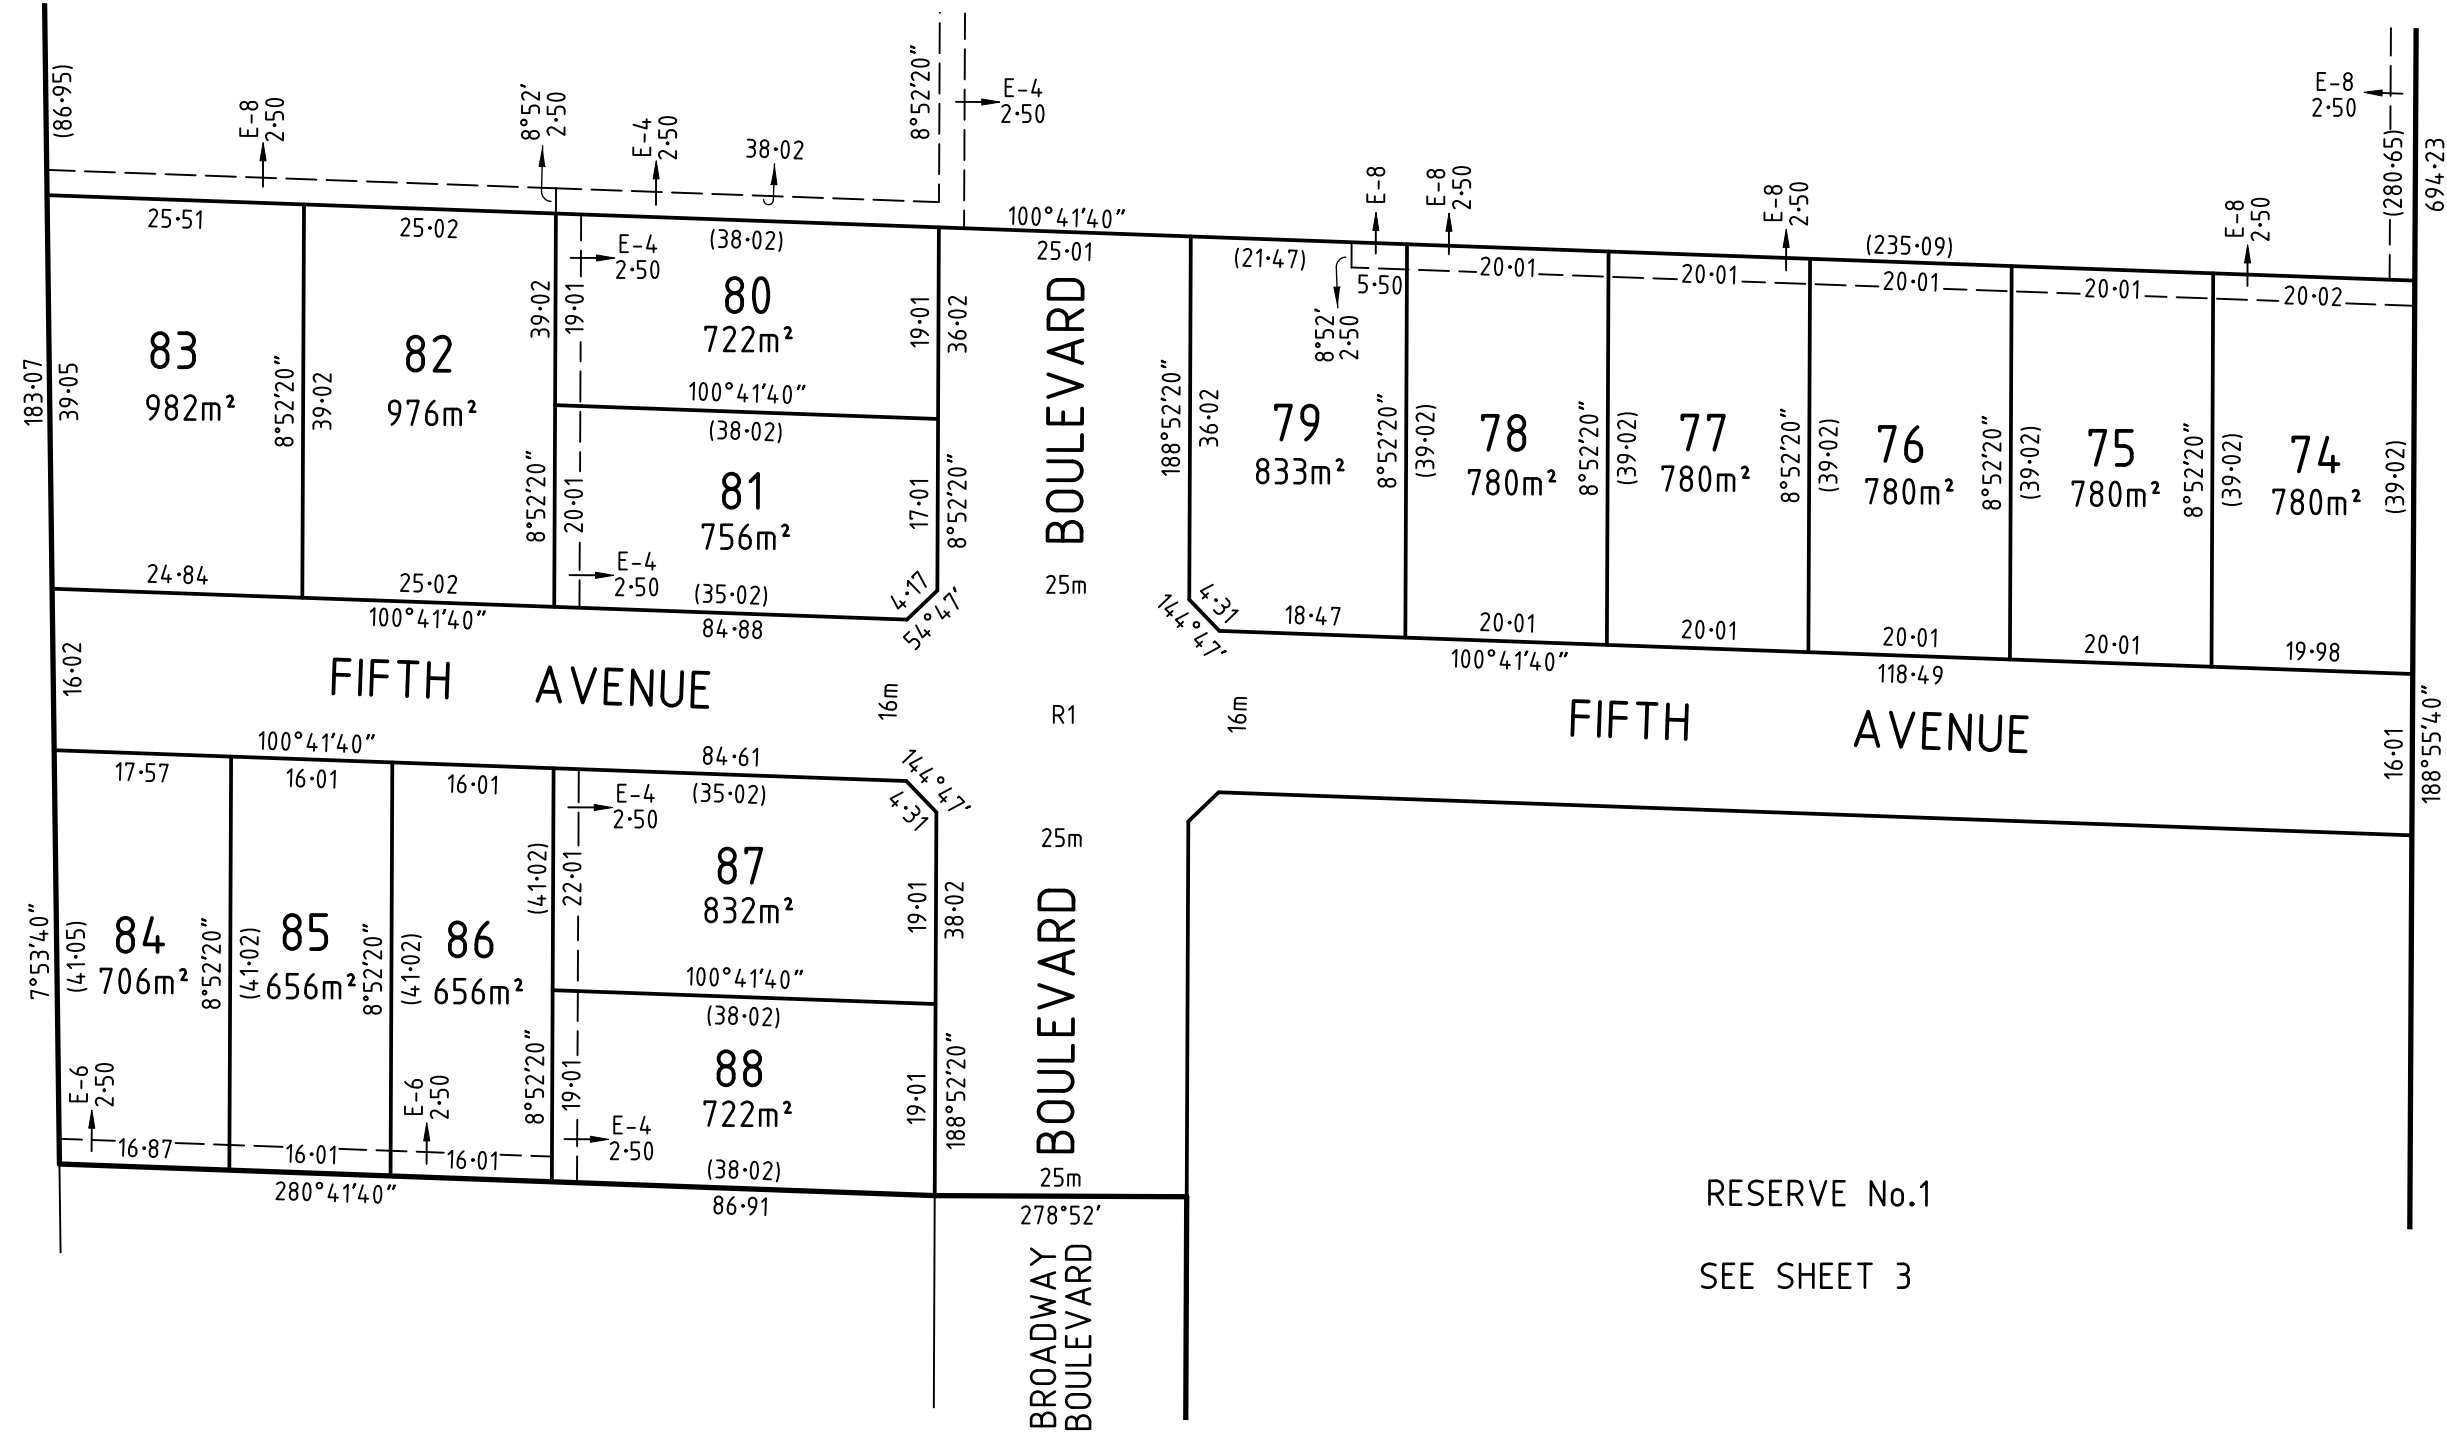 (86·95)
E-8
2·50
8°52'
2·50
E-4
2·50
38·02
8°52'20"
E-4
2·50
E-8
2·50
(280·65)
694·23
E-8
E-8
2·50
E-8
2·50
E-8
2·50
25·51
25·02
(38·02)
100°41'40"
25·01
(21·47)
5·50
8°52'
2·50
20·01
20·01
(235·09)
20·01
20·01
20·02
183·07
39·05
83
982m²
8°52'20"
39·02
82
976m²
39·02
8°52'20"
E-4
2·50
19·01
80
722m²
19·01
36·02
100°41'40"
(38·02)
81
756m²
20·01
17·01
8°52'20"
E-4
2·50
(35·02)
4·17
54°47'
24·84
25·02
100°41'40"
84·88
BOULEVARD
25m
188°52'20"
36·02
79
833m²
8°52'20"
(39·02)
78
780m²
8°52'20"
(39·02)
77
780m²
8°52'20"
(39·02)
76
780m²
8°52'20"
(39·02)
75
780m²
8°52'20"
(39·02)
74
780m²
(39·02)
4·31
144°47'
18·47
20·01
20·01
20·01
20·01
19·98
100°41'40"
118·49
16·02
FIFTH AVENUE
16m
R1
16m
FIFTH AVENUE
16·01
188°55'40"
100°41'40"
84·61
17·57
16·01
16·01
E-4
2·50
(35·02)
144°47'
4·31
25m
7°53'40"
(41·05)
84
706m²
8°52'20"
(41·02)
85
656m²
8°52'20"
(41·02)
86
656m²
(41·02)
8°52'20"
22·01
87
832m²
19·01
38·02
100°41'40"
(38·02)
19·01
88
722m²
19·01
188°52'20"
E-4
2·50
(38·02)
BOULEVARD
25m
E-6
2·50
E-6
2·50
16·87
16·01
16·01
280°41'40"
86·91
278°52'
BROADWAY
BOULEVARD
RESERVE No.1
SEE SHEET 3